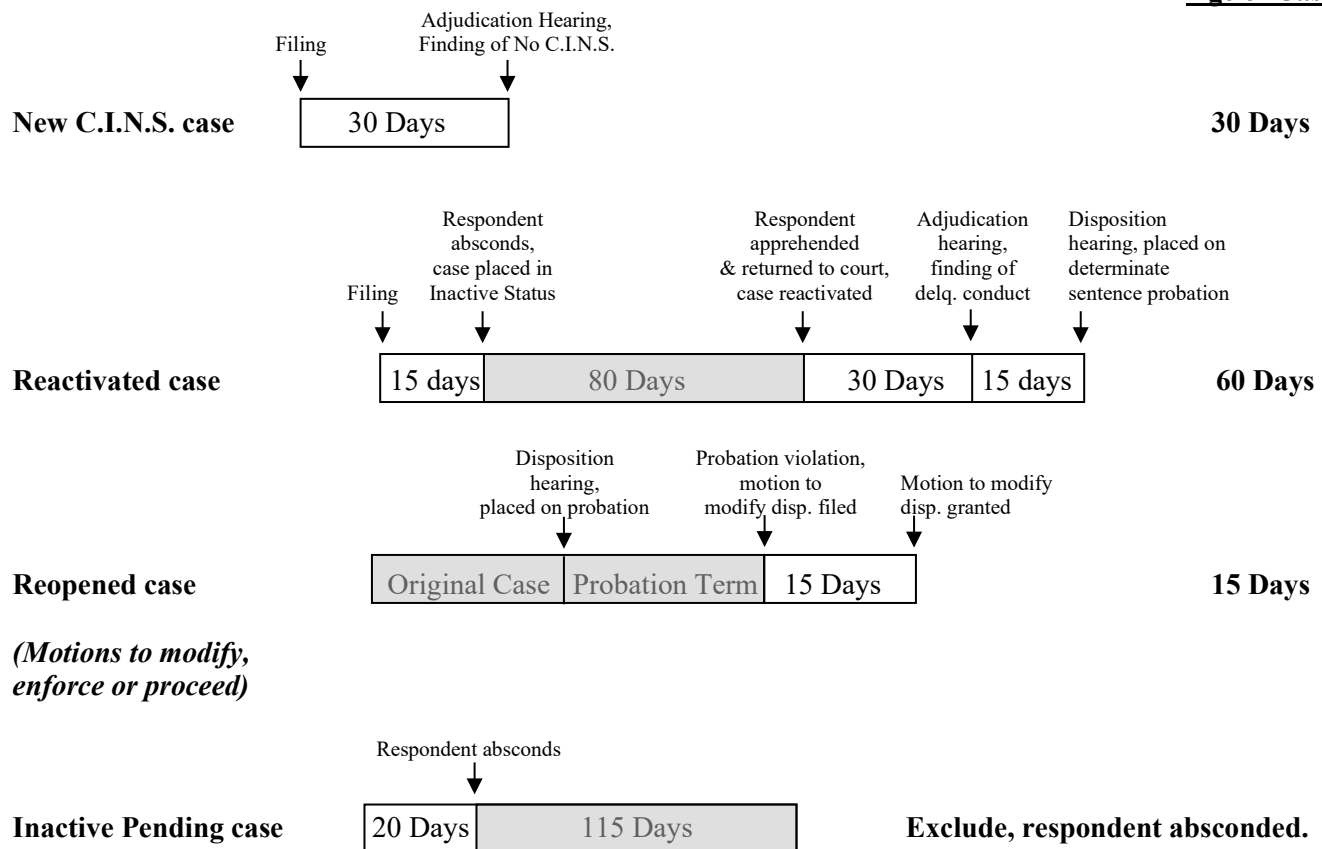 Adjudication Hearing,
Filing
Finding of No C.I.N.S.
New C.I.N.S. case
30 Days
30 Days
Respondent
absconds,
case placed in
Inactive Status
Respondent
apprehended
& returned to court,
case reactivated
Adjudication
hearing,
finding of
delq. conduct
Disposition
hearing, placed on
determinate
sentence probation
Filing
Reactivated case
15 days
80 Days
30 Days
15 days
60 Days
Disposition
hearing,
placed on probation
Probation violation,
motion to
modify disp. filed
Motion to modify
disp. granted
Reopened case
Original Case
Probation Term
15 Days
15 Days
(Motions to modify,
enforce or proceed)
Respondent absconds
Inactive Pending case
20 Days
115 Days
Exclude, respondent absconded.